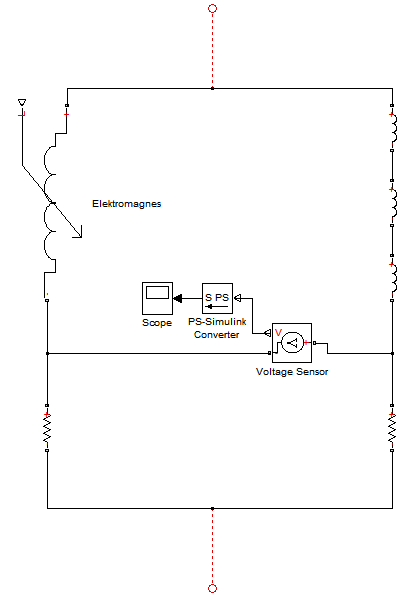 L
Elektromagnes
S PS
Scope
PS-Simulink
Converter
V
Voltage Sensor